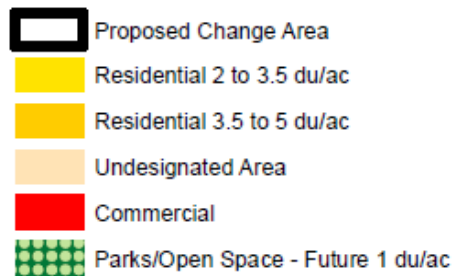 Proposed Change Area
Residential 2 to 3.5 du/ac
Residential 3.5 to 5 du/ac
Undesignated Area
Commercial
Parks/Open Space - Future 1 du/ac